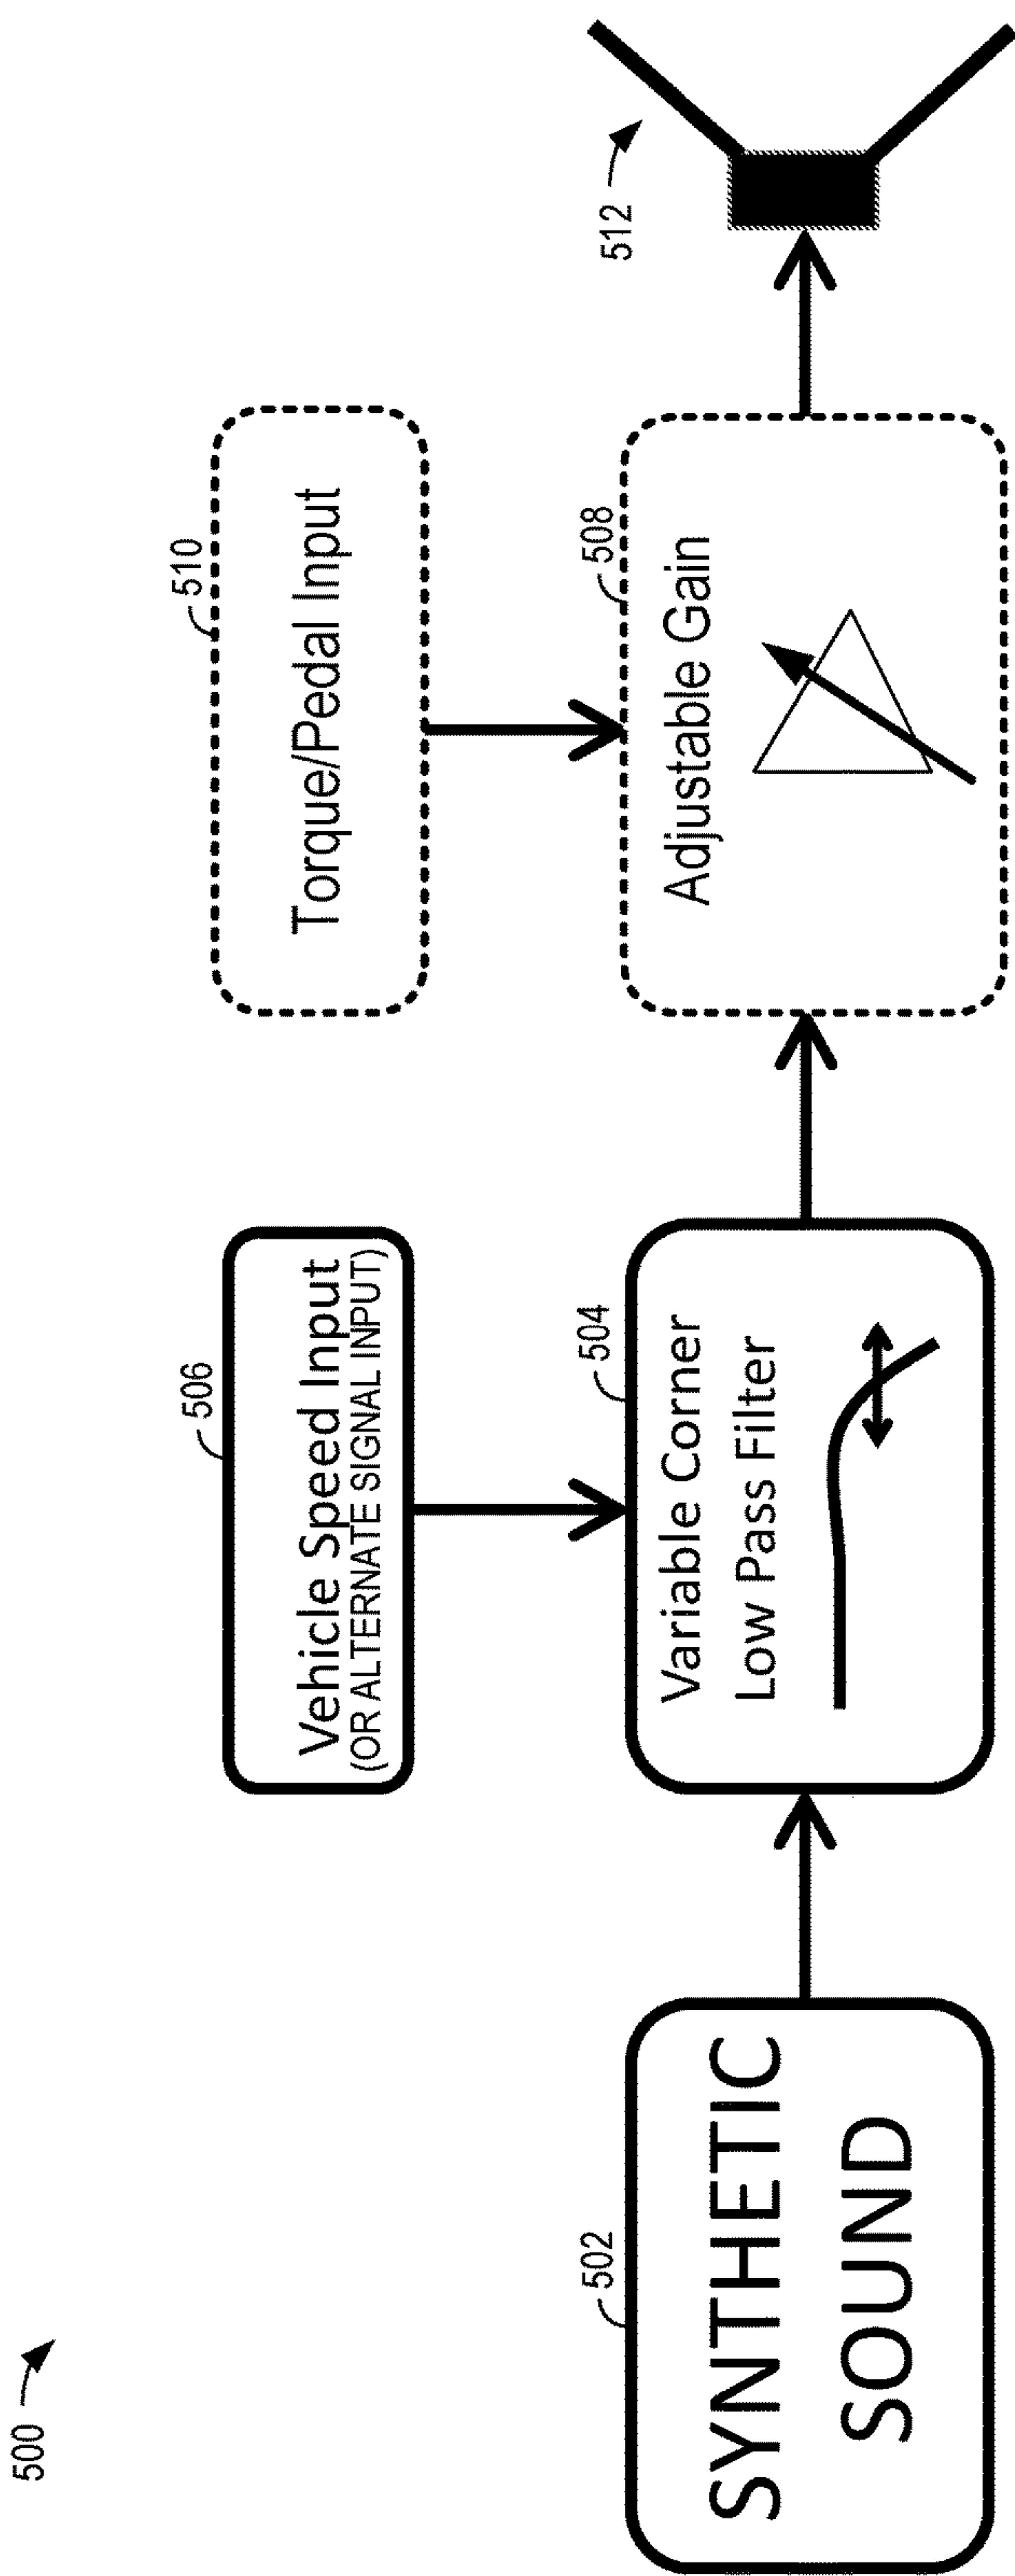 500
502
SYNTHETIC
SOUND
506
Vehicle Speed Input
(OR ALTERNATE SIGNAL INPUT)
504
Variable Corner
Low Pass Filter
510
Torque/Pedal Input
508
Adjustable Gain
512